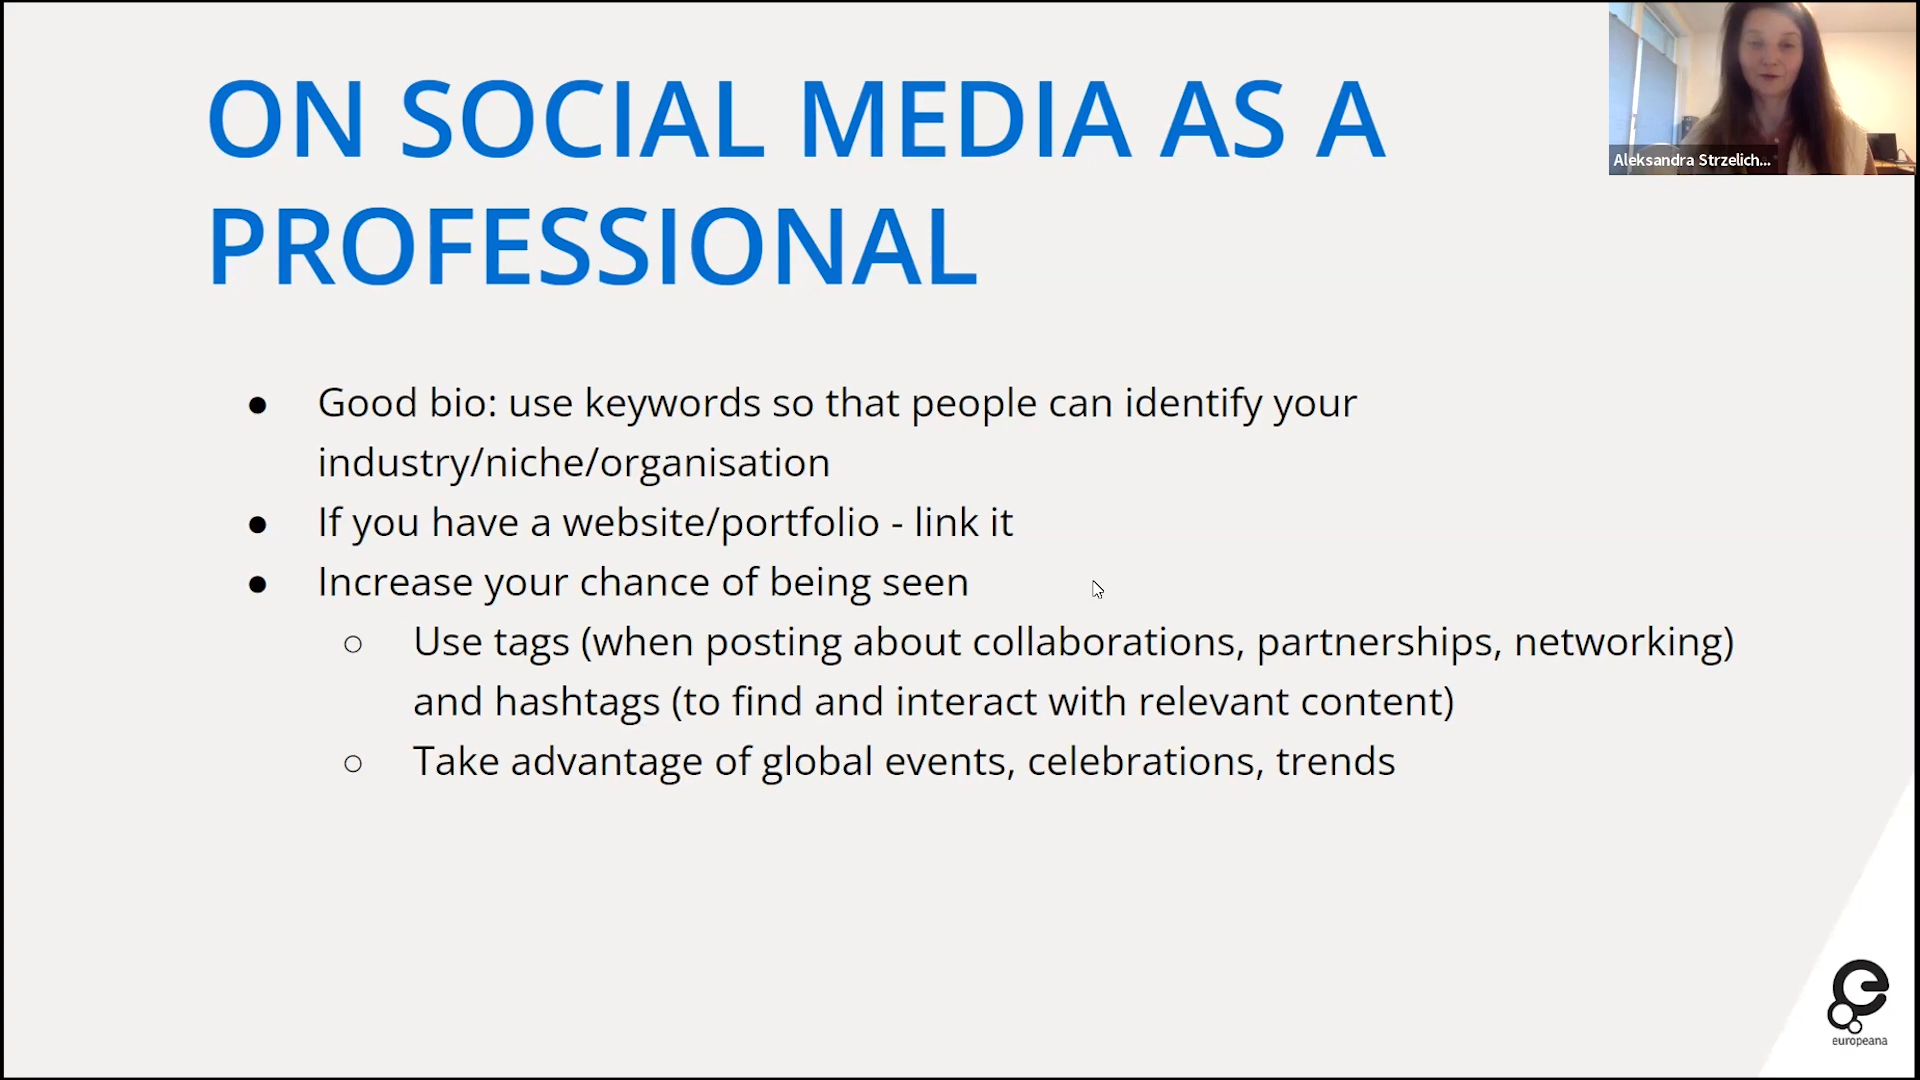 ON SOCIAL MEDIA AS A
PROFESSIONAL
Aleksandra Strzelich...
● Good bio: use keywords so that people can identify your
industry/niche/organisation
● If you have a website/portfolio - link it
● Increase your chance of being seen
○ Use tags (when posting about collaborations, partnerships, networking)
and hashtags (to find and interact with relevant content)
○ Take advantage of global events, celebrations, trends
europeana